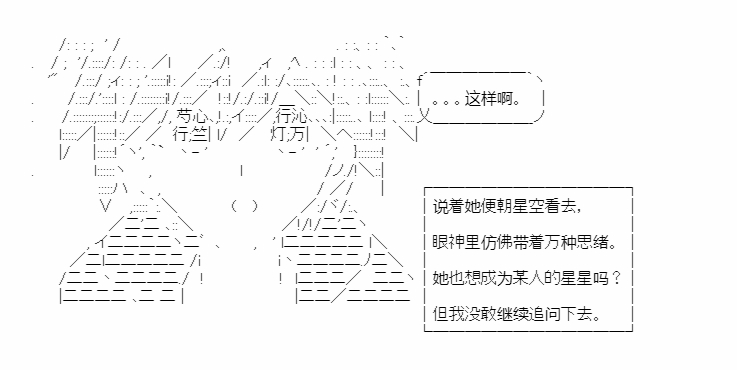 。。。这样啊。
说着她便朝星空看去，
眼神里仿佛带着万种思绪。
她也想成为某人的星星吗？
但我没敢继续追问下去。